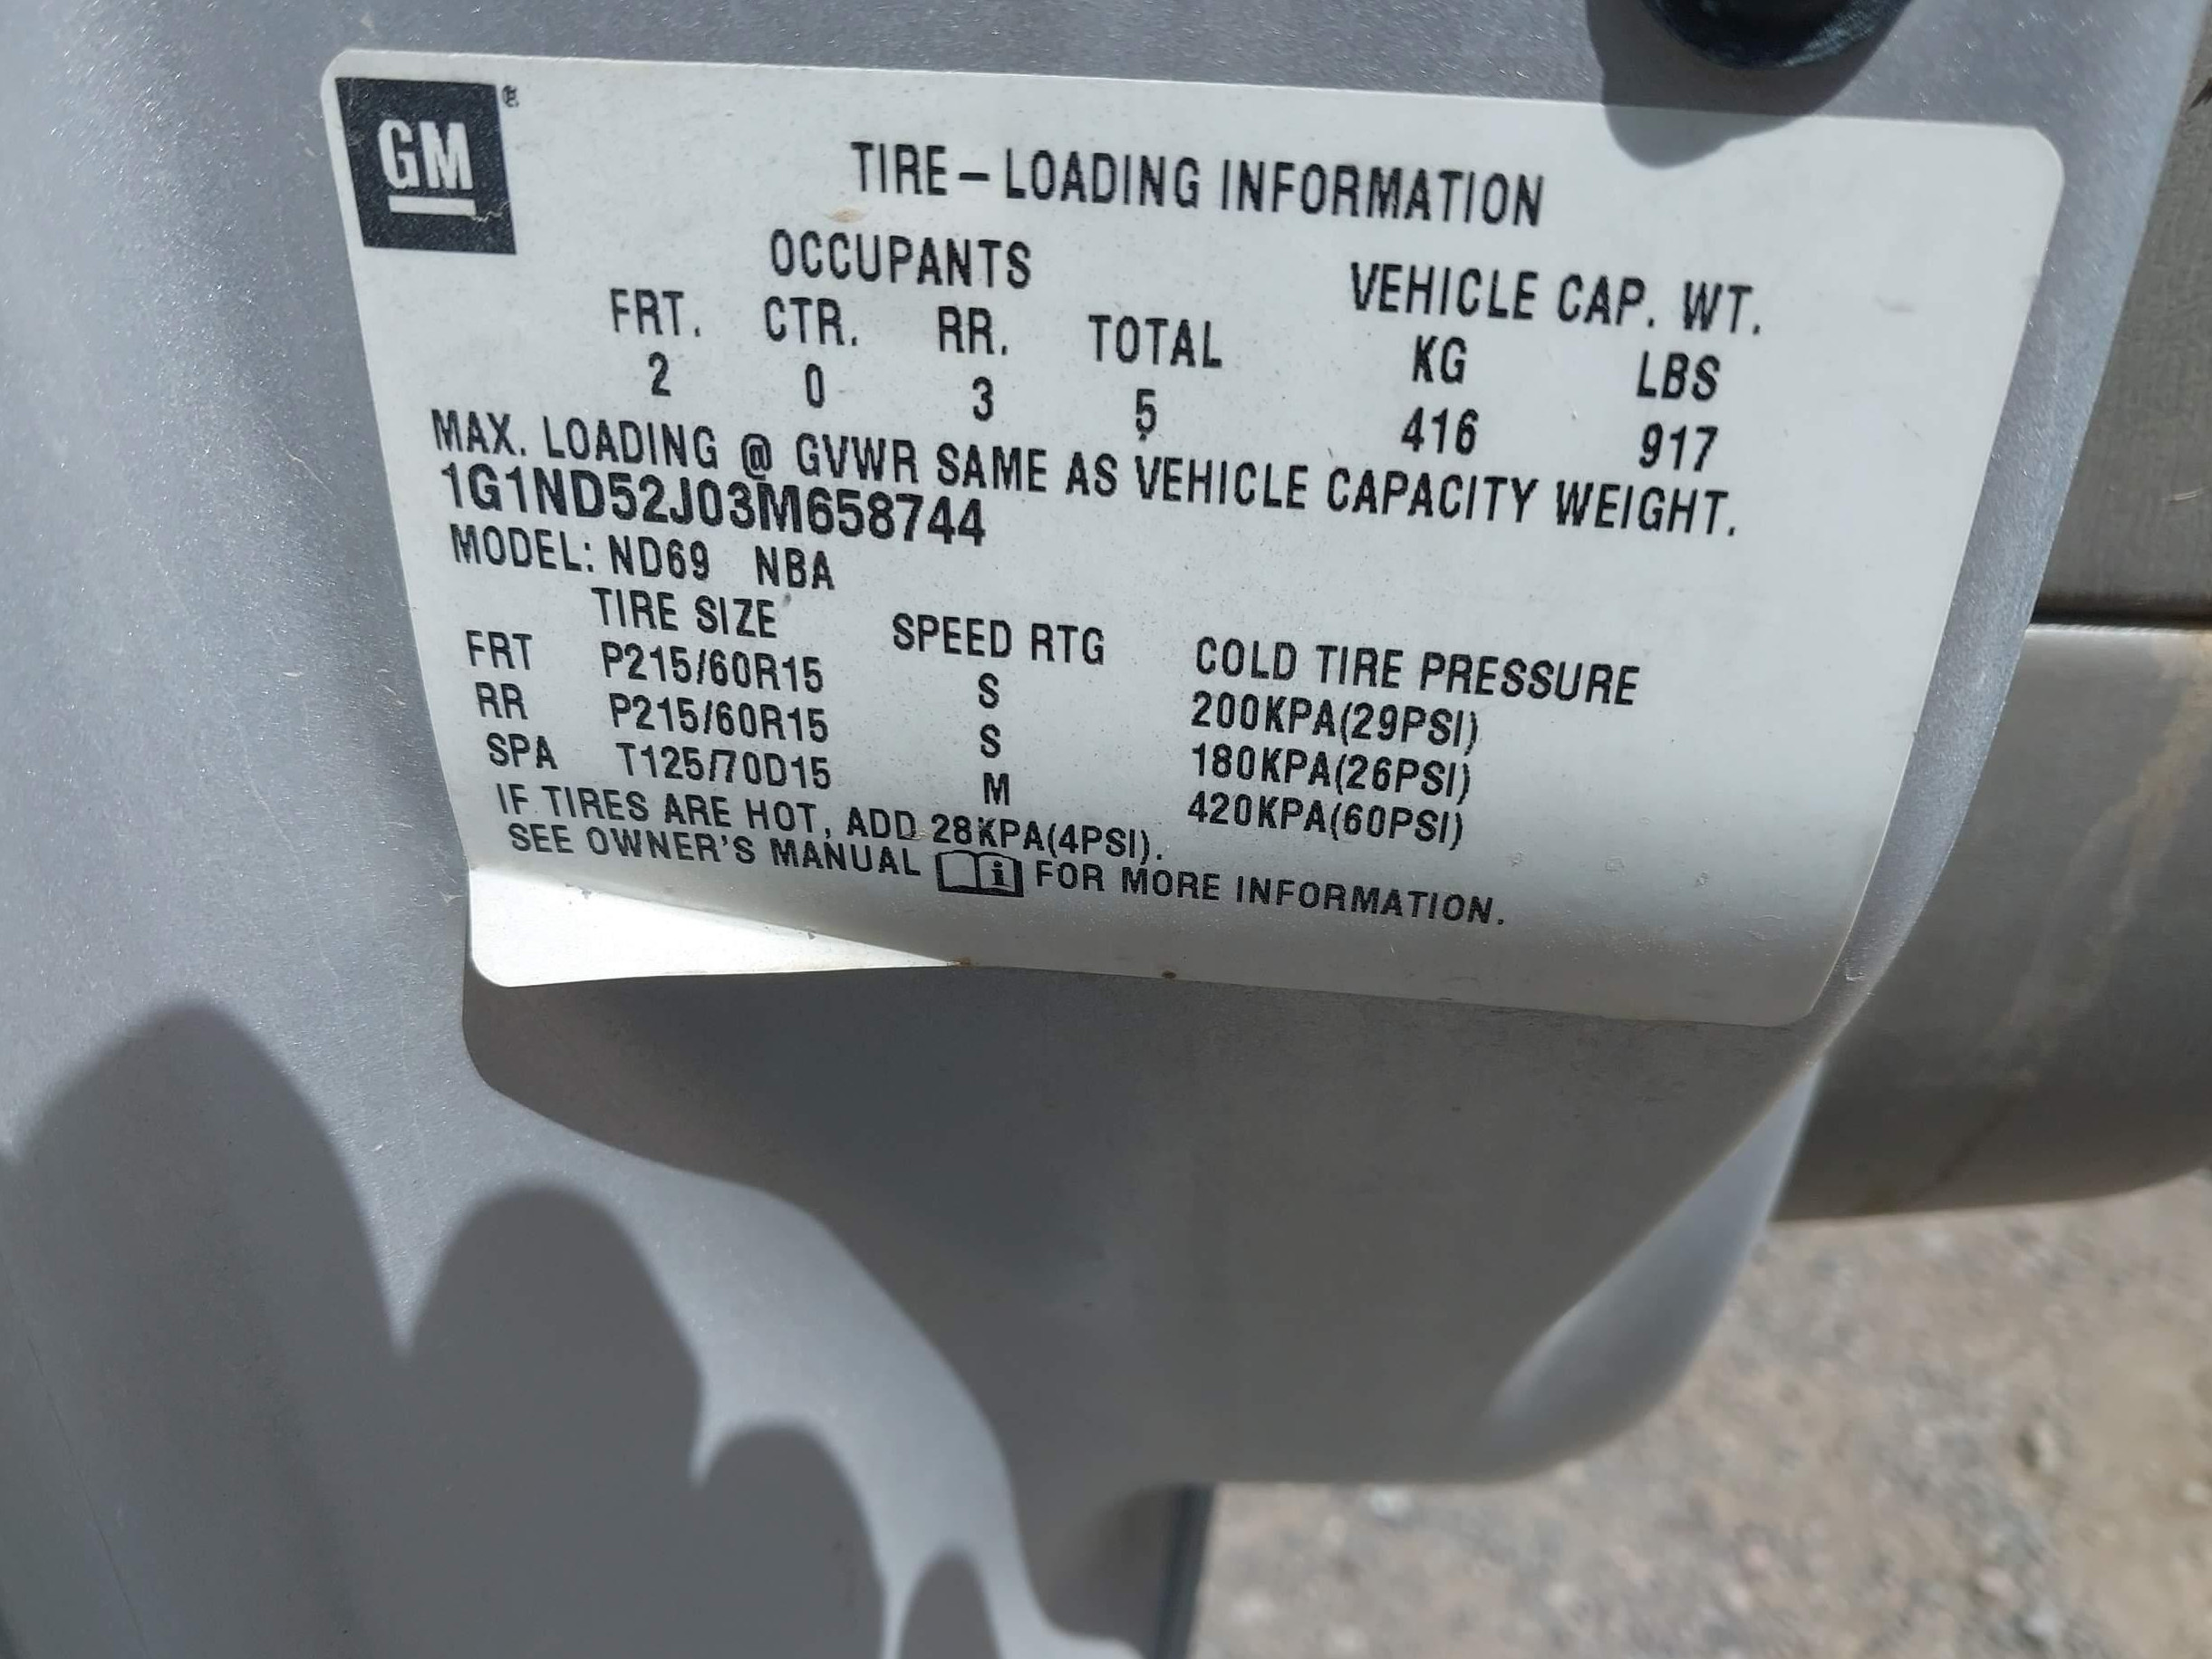 GM®
TIRE – LOADING INFORMATION
OCCUPANTS VEHICLE CAP. WT.
FRT. CTR. RR. TOTAL KG LBS
2 0 3 5 416 917
MAX. LOADING @ GVWR SAME AS VEHICLE CAPACITY WEIGHT.
1G1ND52J03M658744
MODEL: ND69 NBA
TIRE SIZE SPEED RTG COLD TIRE PRESSURE
FRT P215/60R15 S 200KPA(29PSI)
RR P215/60R15 S 180KPA(26PSI)
SPA T125/70D15 M 420KPA(60PSI)
IF TIRES ARE HOT, ADD 28KPA(4PSI).
SEE OWNER'S MANUAL i FOR MORE INFORMATION.